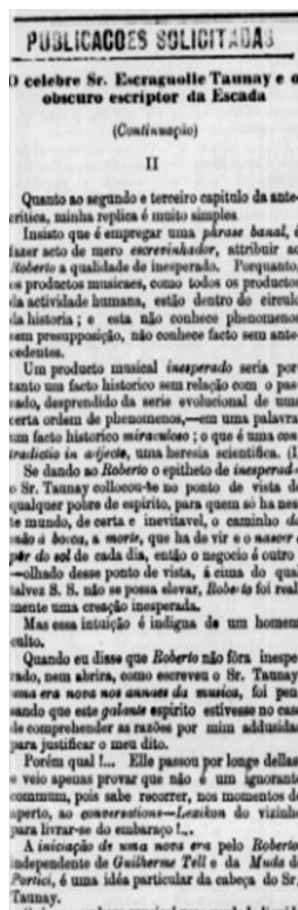 PUBLICAÇOES SOLICITADAS
O celebre Sr. Escragnolle Taunay e o
obscuro escriptor da Escada
(Continuação)
II
Quanto ao segundo e terceiro capitulo da ante-
critica, minha replica é muito simples
Insisto que é empregar uma phrase banal, é
fazer acto de mero escrevinhador, attribuir ao
Roberto a qualidade de inesperado. Porquanto,
os productos musicaes, como todos os productos
da actividade humana, estão dentro do circulo
da historia ; e esta não conhece phenomenos
sem presupposição, não conhece facto sem ante-
cedentes.
Um producto musical inesperado seria por-
tanto um facto historico sem relação com o pas-
sado, desprendido da serie evolucional de uma
certa ordem de phenomenos,—em uma palavra
um facto historico miraculoso ; o que é uma con
tradictio in adjecto, uma heresia scientifica. (1)
Se dando ao Roberto o epitheto de inesperado
o Sr. Taunay collocou-se no ponto de vista de
qualquer pobre de espirito, para quem só ha nes-
te mundo, de certa e inevitavel, o caminho da
mão á bocca, a morte, que ha de vir e o nascer e
pôr do sol de cada dia, então o negocio é outro
—olhado desse ponto de vista, á cima do qual
talvez S. S. não se possa elevar, Roberto foi real
mente uma creação inesperada.
Mas essa intuição é indigua de um homem
culto.
Quando eu disse que Roberto não fôra inespe-
rado, nem abrira, como escreveu o Sr. Taunay
uma era nova nos annaes da musica, foi pen
sando que este galante espirito estivesse no caso
de comprehender as razões por mim addusidas
para justificar o meu dito.
Porém qual !... Elle passou por longe dellas
e veio apenas provar que não é um ignorante
commum, pois sabe recorrer, nos momentos de
aperto, ao conversations—Lexikon do vizinho
para livrar-se do embaraço !...
A iniciação de uma nova era pelo Roberto
independente de Guilherme Tell e da Muda de
Portici, é uma idéa particular da cabeça do Sr.
Taunay.